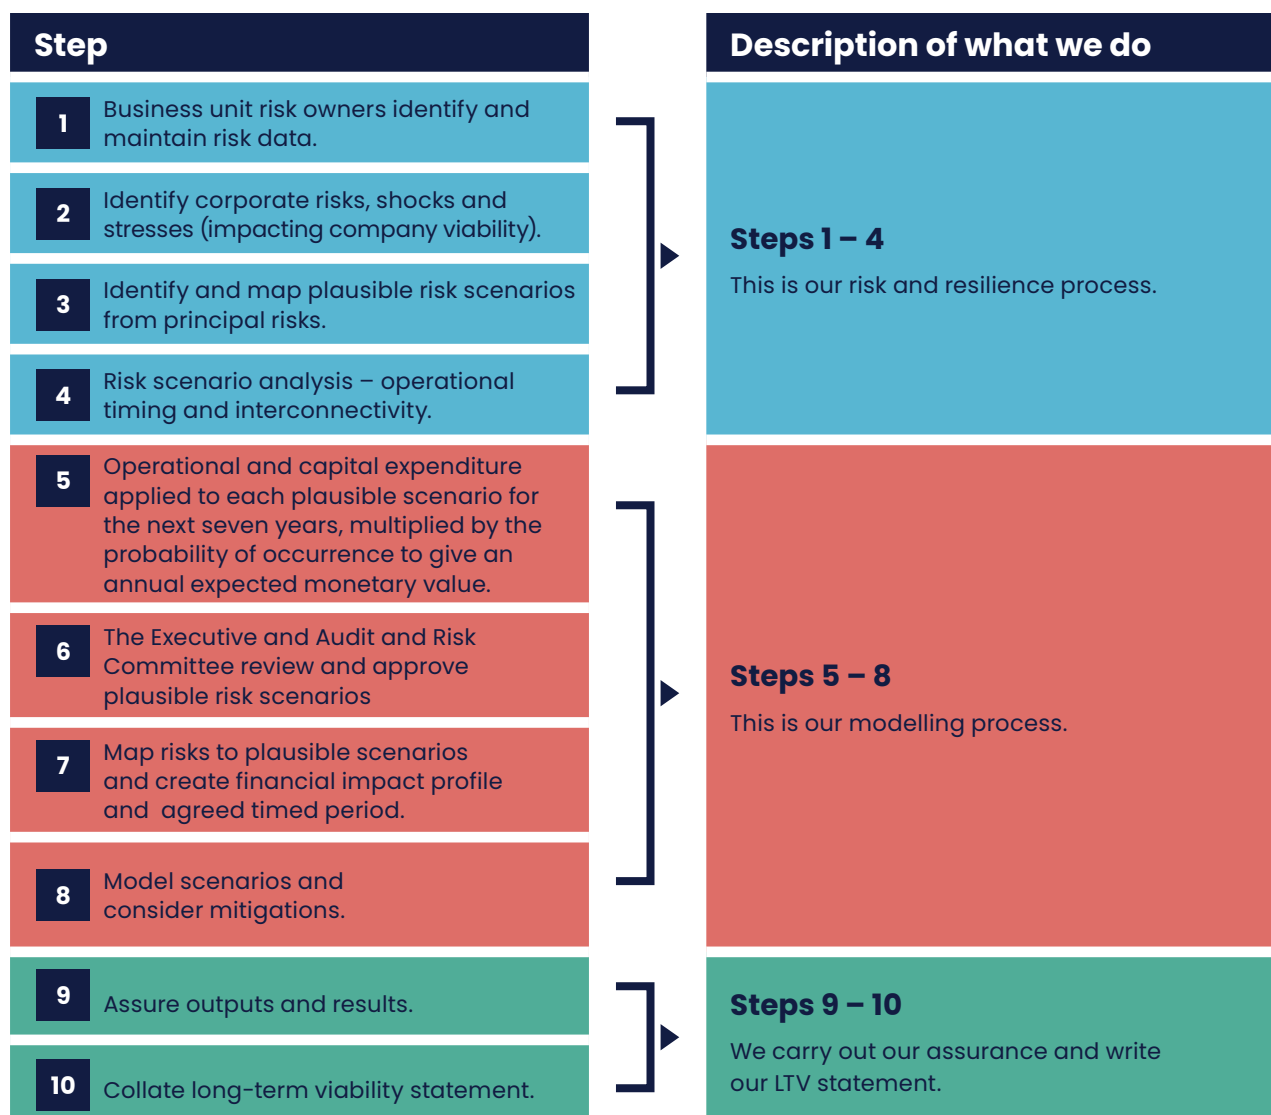 Step
1
Business unit risk owners identify and
maintain risk data.
2
Identify corporate risks, shocks and
stresses (impacting company viability).
3
Identify and map plausible risk scenarios
from principal risks.
4
Risk scenario analysis – operational
timing and interconnectivity.
5
Operational and capital expenditure
applied to each plausible scenario for
the next seven years, multiplied by the
probability of occurrence to give an
annual expected monetary value.
6
The Executive and Audit and Risk
Committee review and approve
plausible risk scenarios
7
Map risks to plausible scenarios
and create financial impact profile
and  agreed timed period.
8
Model scenarios and
consider mitigations.
9
Assure outputs and results.
10
Collate long-term viability statement.
Description of what we do
Steps 1 – 4
This is our risk and resilience process.
Steps 5 – 8
This is our modelling process.
Steps 9 – 10
We carry out our assurance and write
our LTV statement.